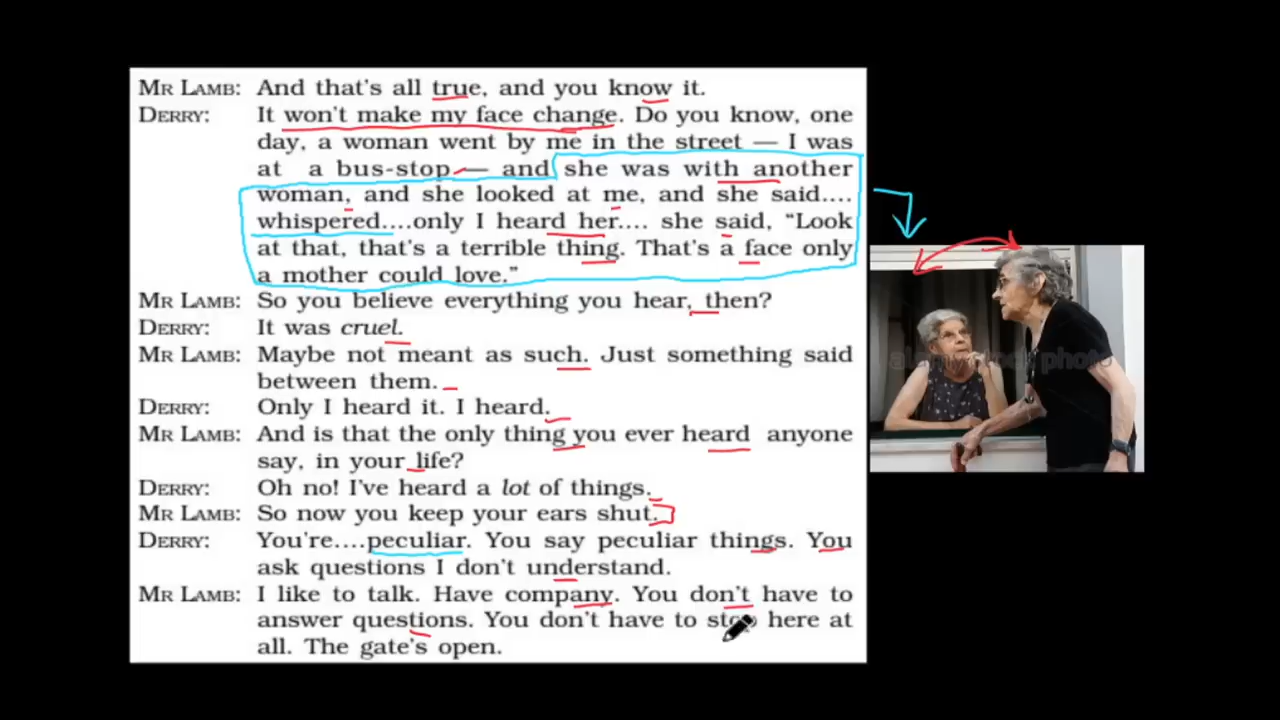 MR LAMB: And that's all true, and you know it.
DERRY: It won't make my face change. Do you know, one
day, a woman went by me in the street — I was
at a bus-stop — and she was with another
woman, and she looked at me, and she said....
whispered....only I heard her.... she said, “Look
at that, that's a terrible thing. That's a face only
a mother could love.”
MR LAMB: So you believe everything you hear, then?
DERRY: It was cruel.
MR LAMB: Maybe not meant as such. Just something said
between them.
DERRY: Only I heard it. I heard.
MR LAMB: And is that the only thing you ever heard anyone
say, in your life?
DERRY: Oh no! I've heard a lot of things.
MR LAMB: So now you keep your ears shut.
DERRY: You're....peculiar. You say peculiar things. You
ask questions I don't understand.
MR LAMB: I like to talk. Have company. You don't have to
answer questions. You don't have to stop here at
all. The gate's open.
alamy stock photo